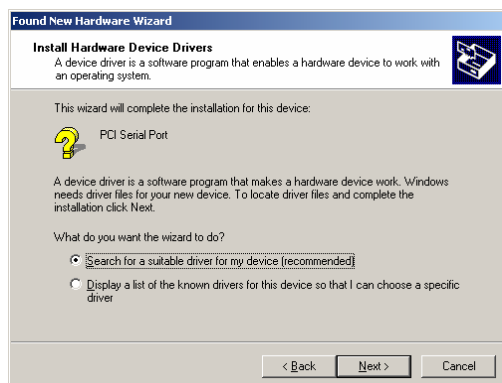 Found New Hardware Wizard
Install Hardware Device Drivers
A device driver is a software program that enables a hardware device to work with
an operating system.
This wizard will complete the installation for this device:
PCI Serial Port
A device driver is a software program that makes a hardware device work. Windows
needs driver files for your new device. To locate driver files and complete the
installation click Next.
What do you want the wizard to do?
Search for a suitable driver for my device (recommended)
Display a list of the known drivers for this device so that I can choose a specific
driver
< Back Next > Cancel